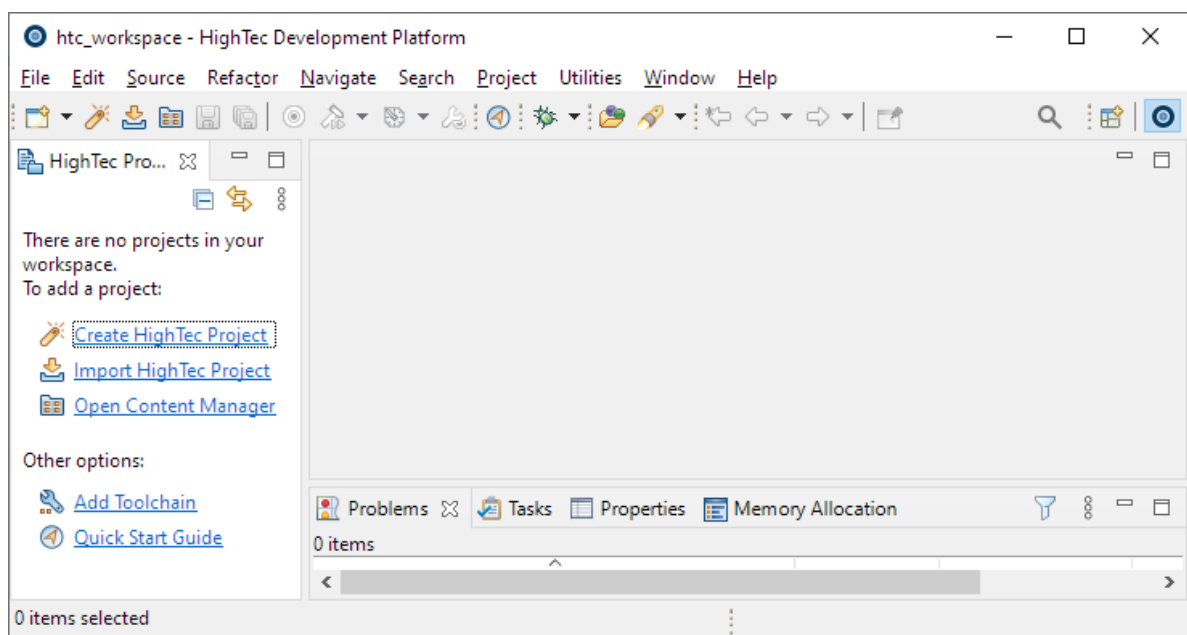 htc_workspace - HighTec Development Platform
File Edit Source Refactor Navigate Search Project Utilities Window Help
HighTec Pro...
There are no projects in your
workspace.
To add a project:
Create HighTec Project
Import HighTec Project
Open Content Manager
Other options:
Add Toolchain
Quick Start Guide
Problems Tasks Properties Memory Allocation
0 items
0 items selected